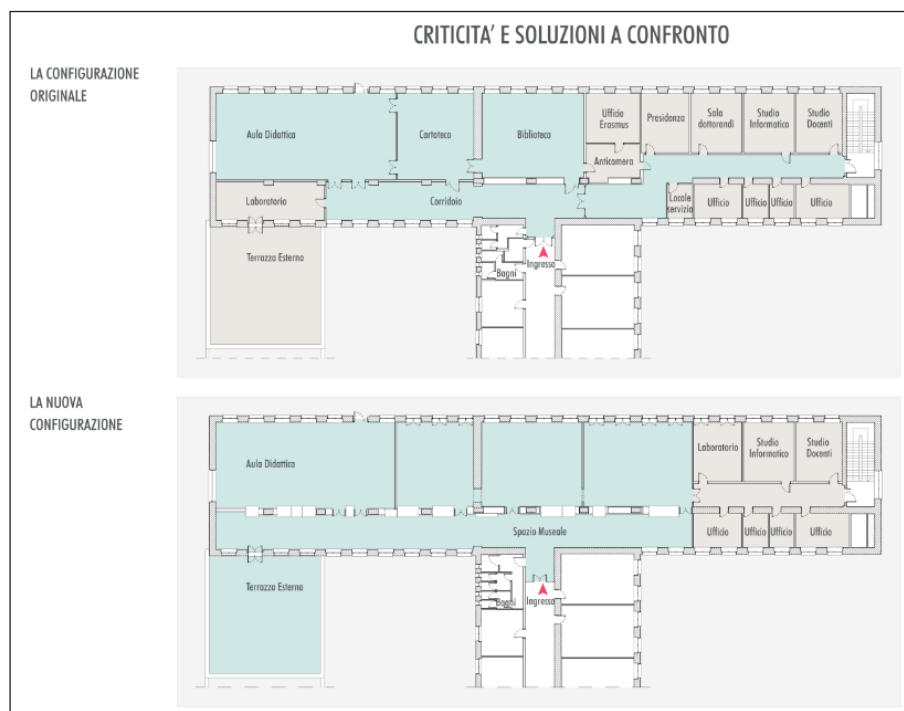 CRITICITA' E SOLUZIONI A CONFRONTO
LA CONFIGURAZIONE
ORIGINALE
Aula Didattica
Cartoteca
Biblioteca
Ufficio
Erasmus
Presidenza
Sala
dottorandi
Studio
Informatico
Studio
Docenti
Anticamera
Laboratorio
Corridoio
Locale
servizio
Ufficio
Ufficio
Ufficio
Ufficio
Terrazzo Esterno
Bagni
Ingresso
LA NUOVA
CONFIGURAZIONE
Aula Didattica
Laboratorio
Studio
Informatico
Studio
Docenti
Spazio Museale
Ufficio
Ufficio
Ufficio
Ufficio
Terrazzo Esterno
Bagni
Ingresso